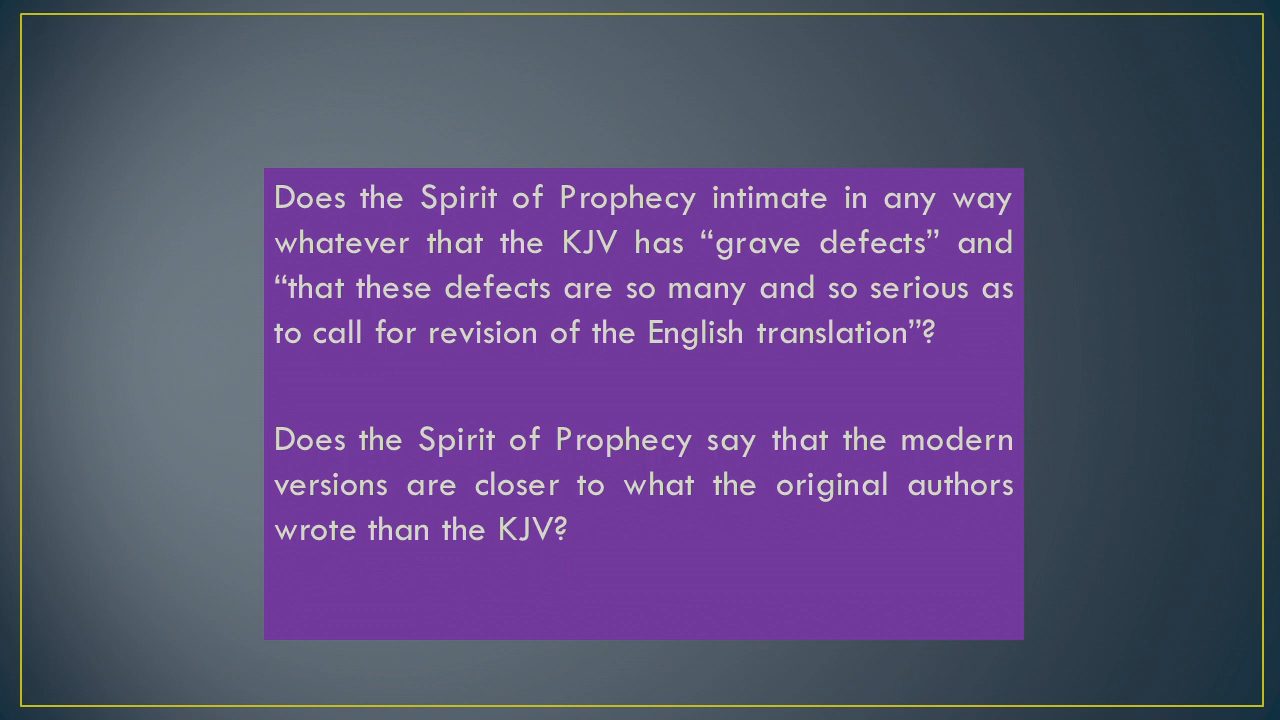 Does the Spirit of Prophecy intimate in any way
whatever that the KJV has “grave defects” and
“that these defects are so many and so serious as
to call for revision of the English translation”?
Does the Spirit of Prophecy say that the modern
versions are closer to what the original authors
wrote than the KJV?